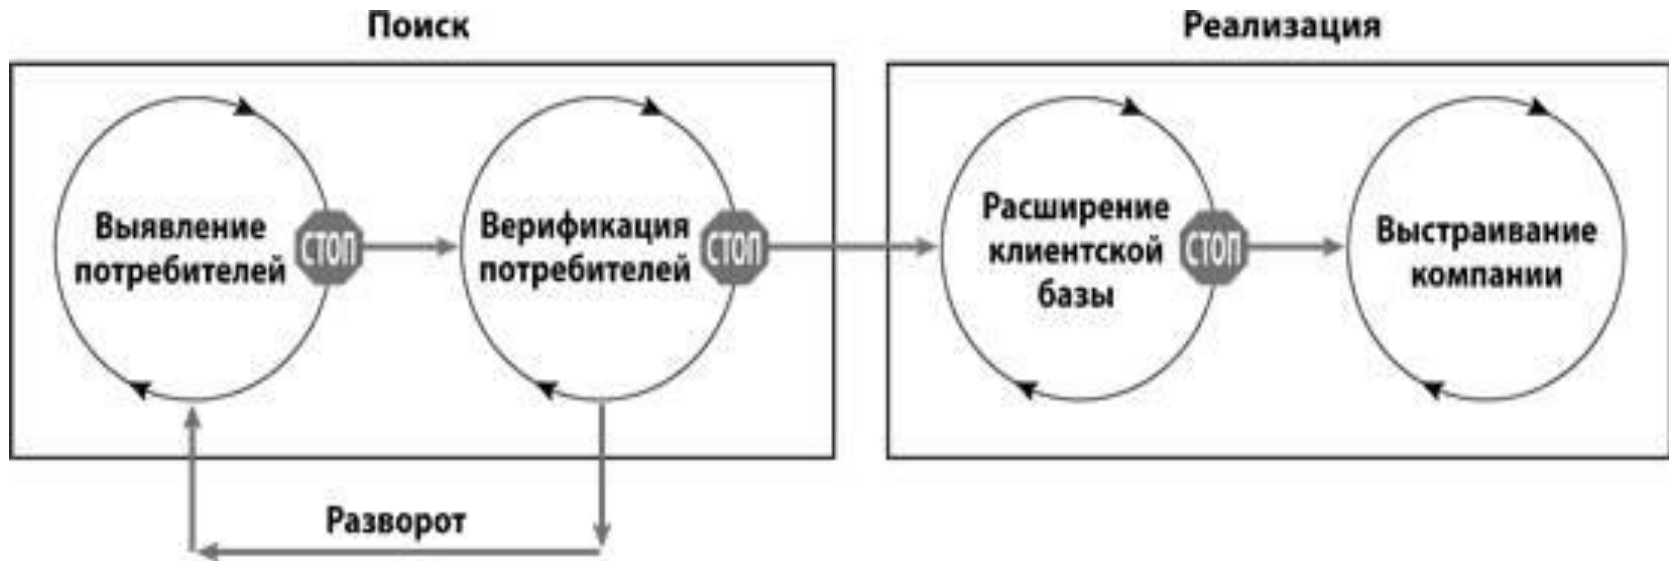 Поиск
Реализация
Выявление
потребителей
СТОП
Верификация
потребителей
СТОП
Расширение
клиентской
базы
СТОП
Выстраивание
компании
Разворот